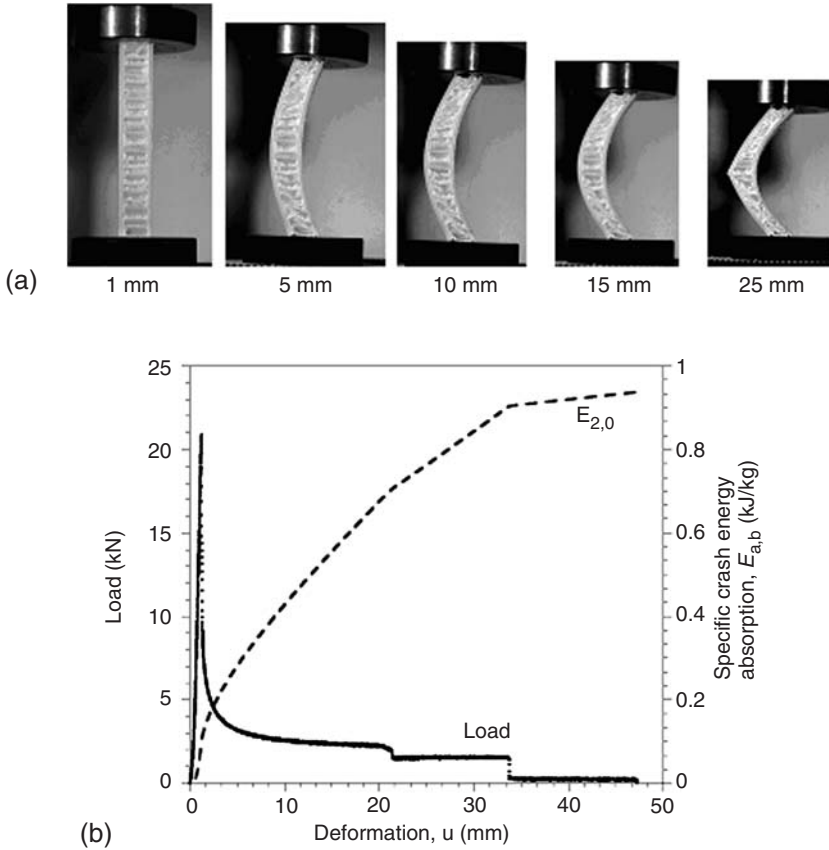 (a)
1 mm
5 mm
10 mm
15 mm
25 mm
(b)
Load (kN)
25
20
15
10
5
0
0
10
20
30
40
50
Deformation, u (mm)
1
0.8
0.6
0.4
0.2
0
Specific crash energy
absorption, E a,b (kJ/kg)
E 2,0
Load